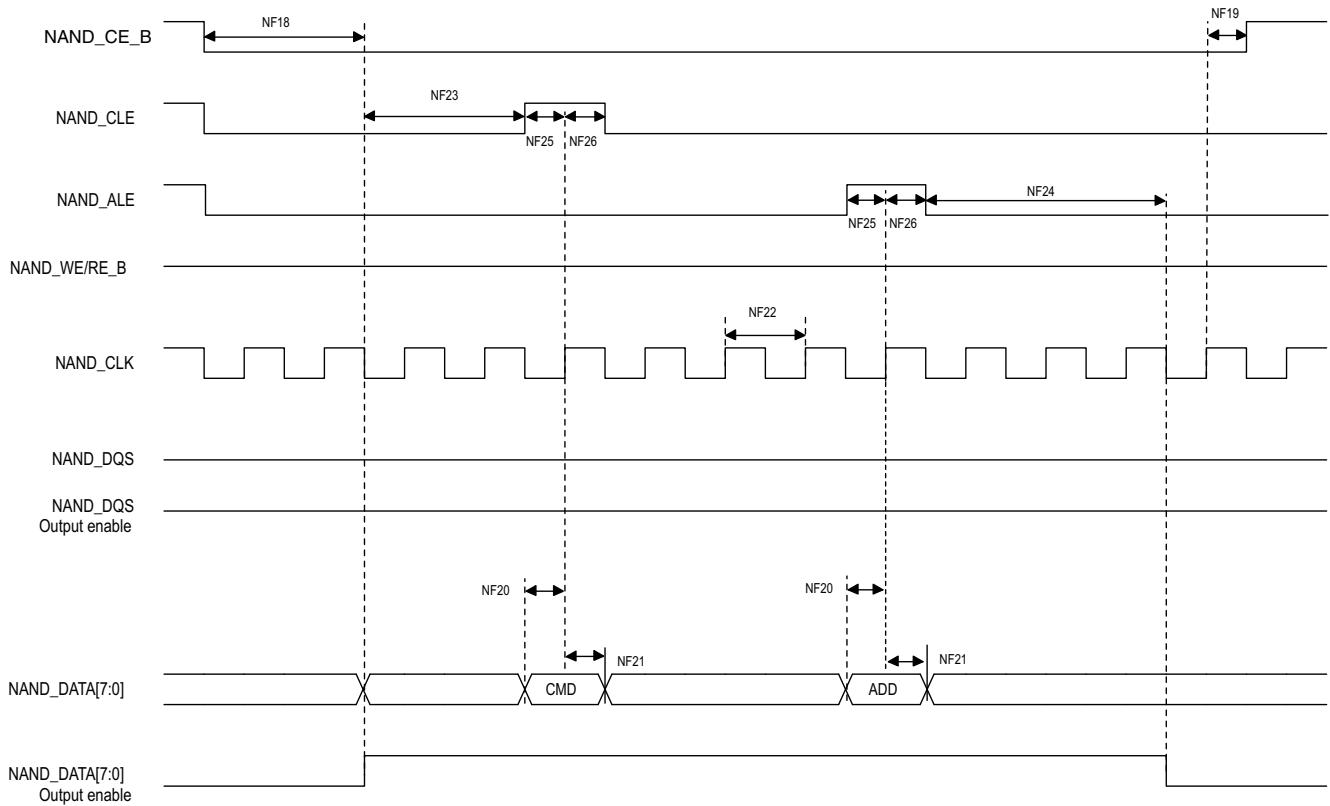 NF18
NF19
NAND_CE_B
NF23
NAND_CLE
NF25
NF26
NAND_ALE
NF24
NF25
NF26
NAND_WE/RE_B
NF22
NAND_CLK
NAND_DQS
NAND_DQS
Output enable
NF20
NF20
NF21
NF21
NAND_DATA[7:0]
CMD
ADD
NAND_DATA[7:0]
Output enable